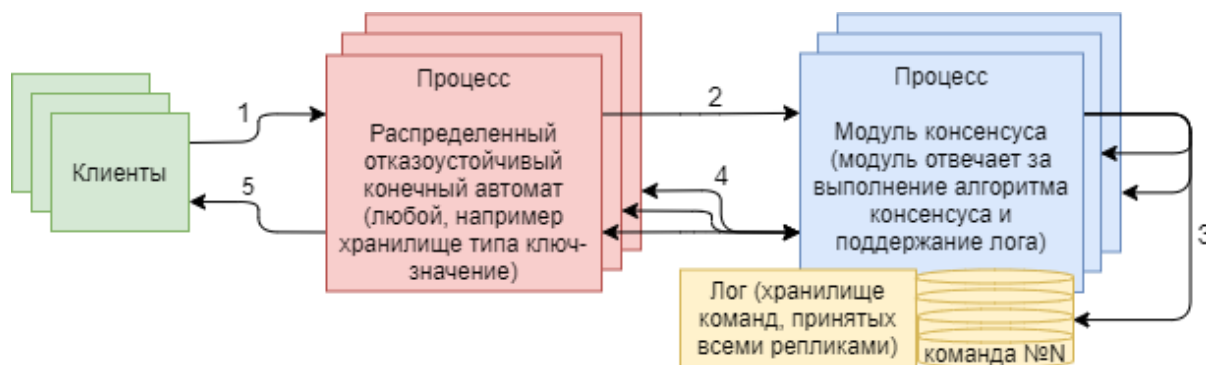 Клиенты
1
5
Процесс
Распределенный
отказоустойчивый
конечный автомат
(любой, например
хранилище типа ключ-
значение)
2
4
Процесс
Модуль консенсуса
(модуль отвечает за
выполнение алгоритма
консенсуса и
поддержание лога)
3
Лог (хранилище
команд, принятых
всеми репликами)
команда №N